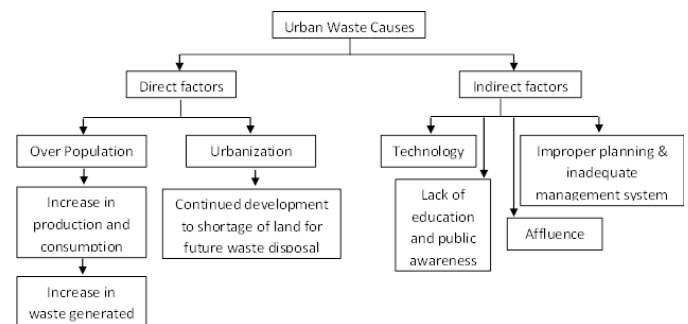 Urban Waste Causes
Direct factors
Indirect factors
Over Population
Urbanization
Technology
Improper planning &
inadequate
management system
Increase in
production and
consumption
Continued development
to shortage of land for
future waste disposal
Lack of
education
and public
awareness
Affluence
Increase in
waste generated